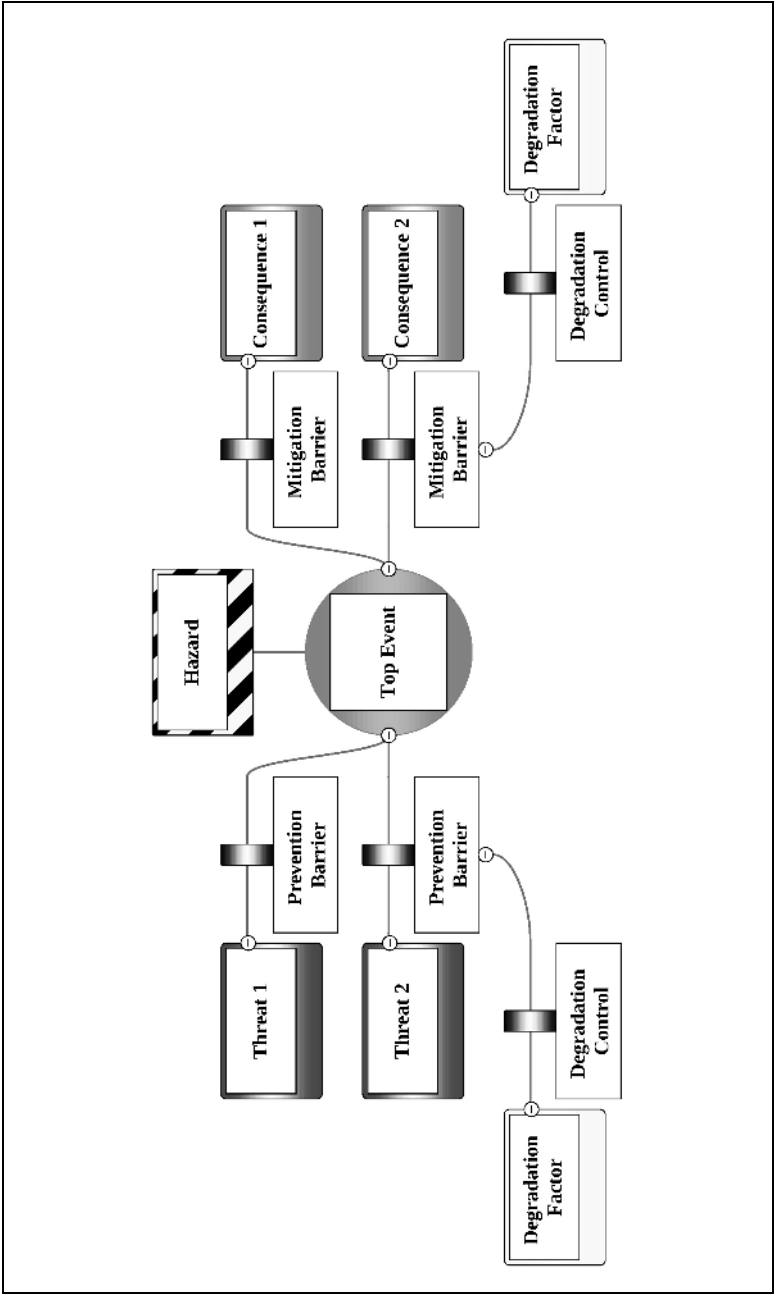 Hazard
Threat 1
Prevention
Barrier
Mitigation
Barrier
Consequence 1
Threat 2
Prevention
Barrier
Top Event
Mitigation
Barrier
Consequence 2
Degradation
Factor
Degradation
Control
Degradation
Control
Degradation
Factor